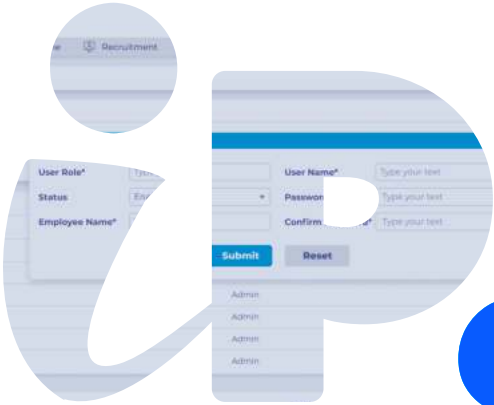 Recruitment
User Role*
User Name*
Type your text
Status
Type your text
Employee Name*
Confirm
Type your text
Submit
Reset
Admin
Admin
Admin
Admin